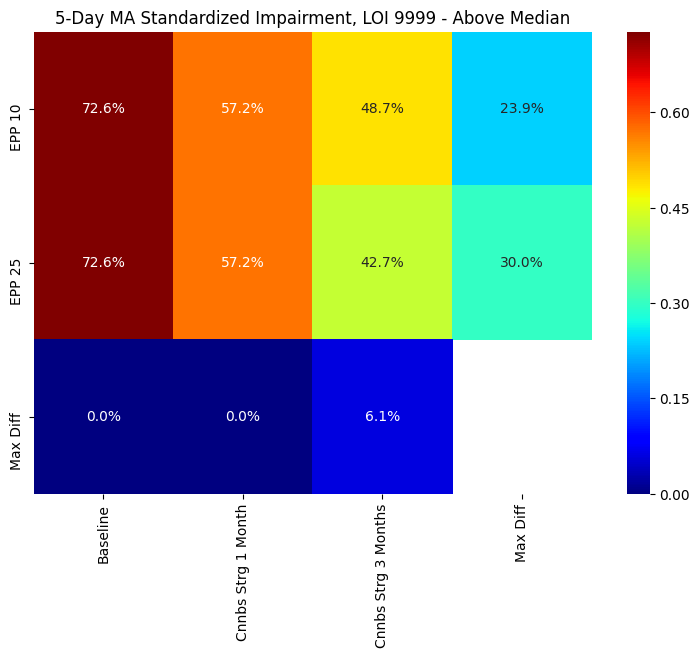 5-Day MA Standardized Impairment, LOI 9999 - Above Median
EPP 10
72.6%
57.2%
48.7%
23.9%
EPP 25
72.6%
57.2%
42.7%
30.0%
Max Diff
0.0%
0.0%
6.1%
Baseline
Cnnbs Strg 1 Month
Cnnbs Strg 3 Months
Max Diff
0.60
0.45
0.30
0.15
0.00